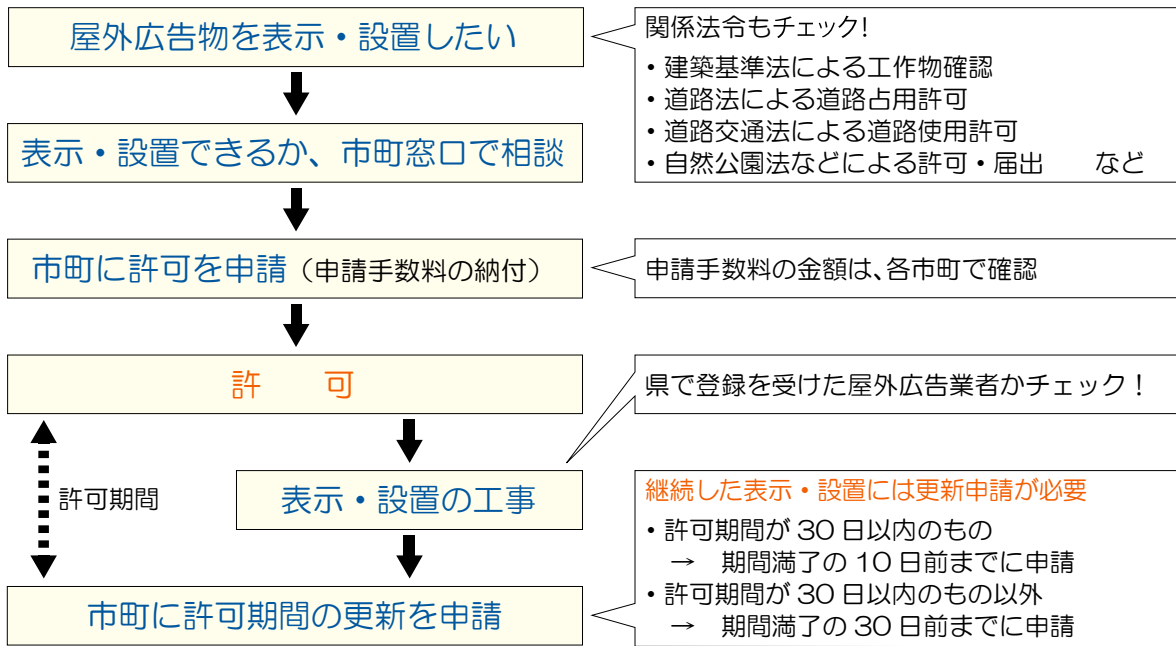 屋外広告物を表示・設置したい
関係法令もチェック!
・建築基準法による工作物確認
・道路法による道路占用許可
・道路交通法による道路使用許可
・自然公園法などによる許可・届出　　など
表示・設置できるか、市町窓口で相談
市町に許可を申請（申請手数料の納付）
申請手数料の金額は、各市町で確認
許　可
県で登録を受けた屋外広告業者かチェック！
許可期間
表示・設置の工事
継続した表示・設置には更新申請が必要
・許可期間が 30 日以内のもの
→　期間満了の 10 日前までに申請
・許可期間が 30 日以内のもの以外
→　期間満了の 30 日前までに申請
市町に許可期間の更新を申請